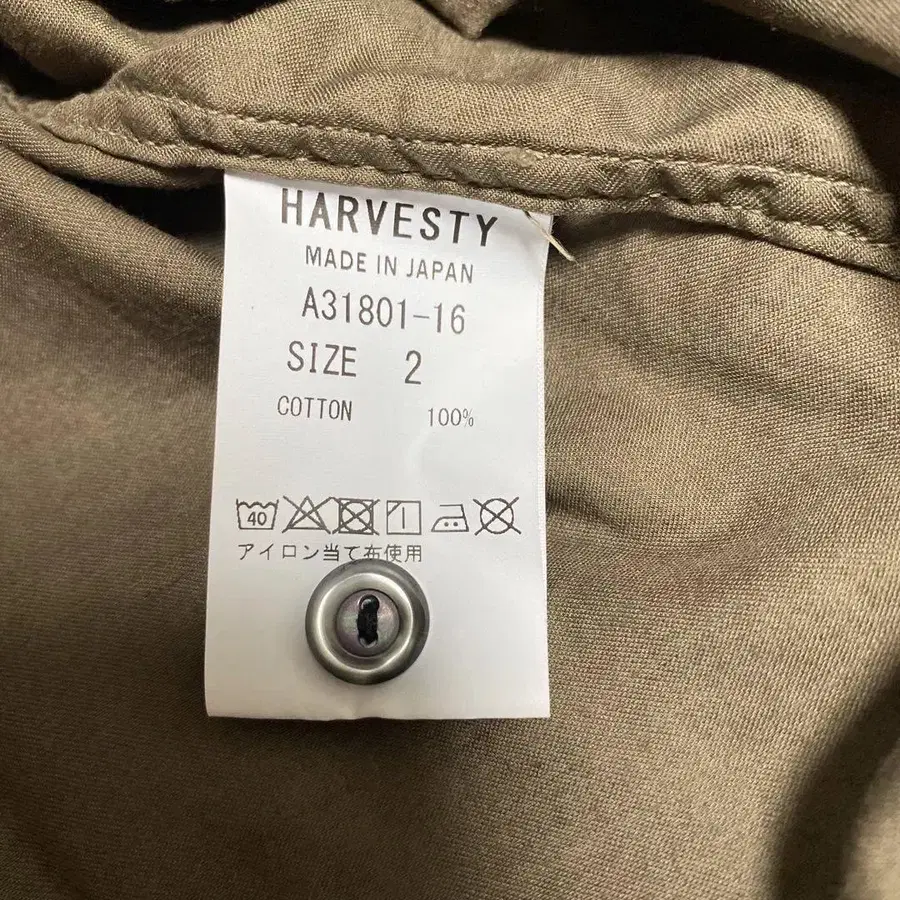 HARVESTY
MADE IN JAPAN
A31801-16
SIZE 2
COTTON 100%
40
アイロン当て布使用